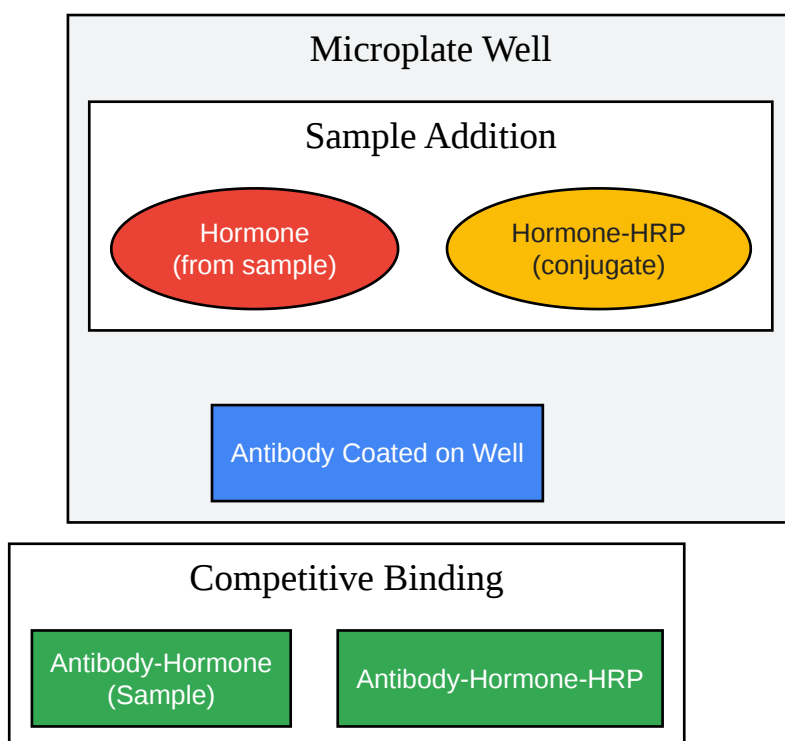 Microplate Well
Sample Addition
Hormone
(from sample)
Hormone-HRP
(conjugate)
Antibody Coated on Well
Competitive Binding
Antibody-Hormone
(Sample)
Antibody-Hormone-HRP